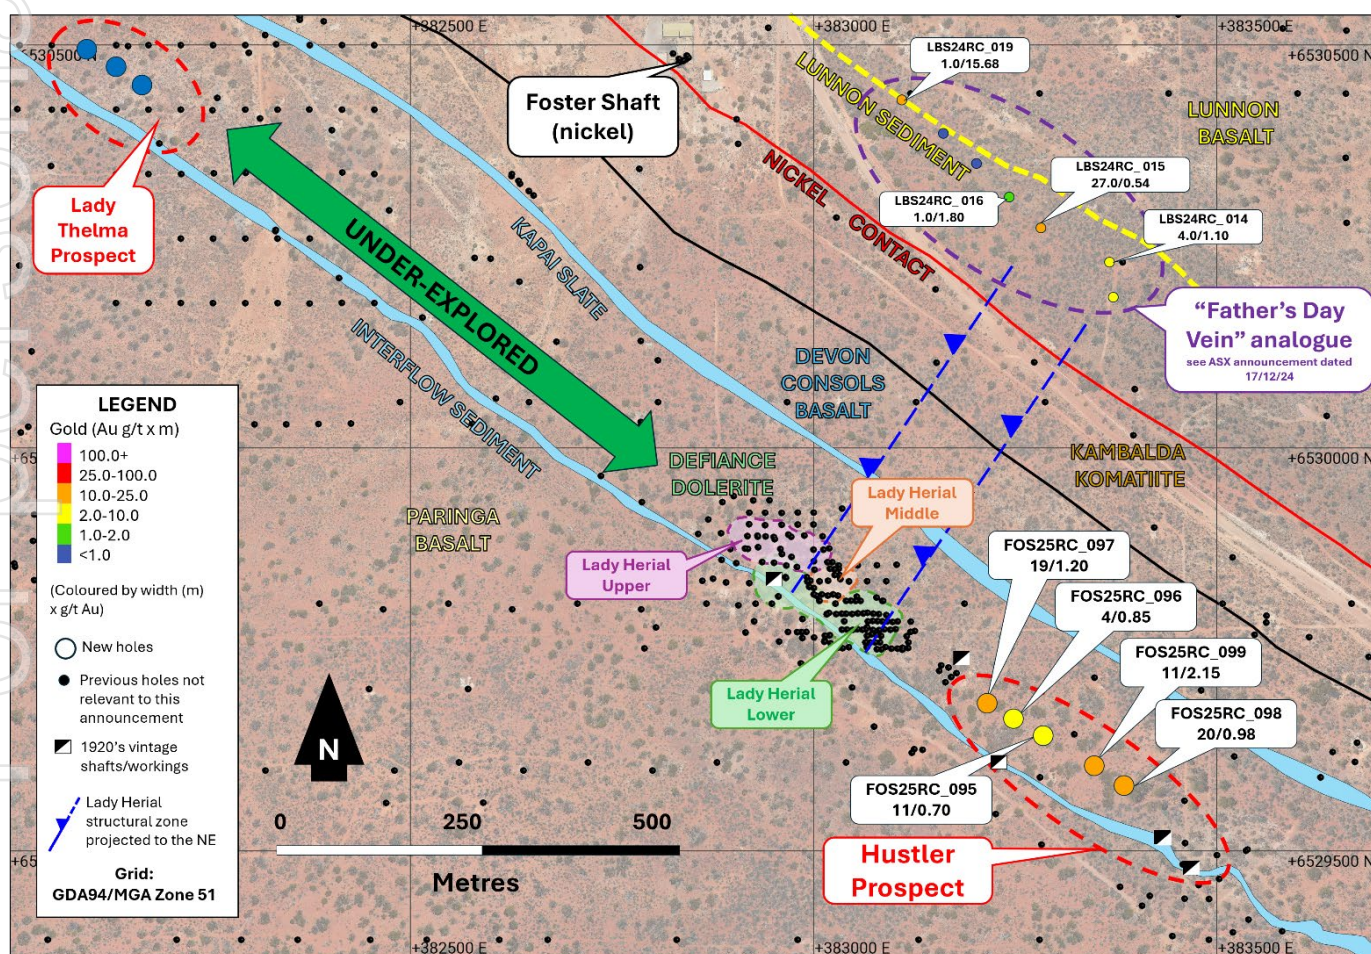 +382500 E
+383000 E
+383500 E
+6530500 N
+6530500 N
LBS24RC_019
1.0/15.68
LUNNON SEDIMENT
LUNNON
BASALT
Foster Shaft
(nickel)
NICKEL CONTACT
LBS24RC_ 015
27.0/0.54
LBS24RC_ 016
1.0/1.80
LBS24RC_014
4.0/1.10
Lady
Thelma
Prospect
UNDER-EXPLORED
KAPAI SLATE
INTERFLOW SEDIMENT
"Father's Day
Vein" analogue
see ASX announcement dated
17/12/24
DEVON
CONSOLS
BASALT
KAMBALDA
KOMATIITE
+6530000 N
DEFIANCE
DOLERITE
PARINGA
BASALT
Lady Herial
Middle
Lady Herial
Upper
Lady Herial
Lower
FOS25RC_097
19/1.20
FOS25RC_096
4/0.85
FOS25RC_099
11/2.15
FOS25RC_098
20/0.98
FOS25RC_095
11/0.70
Hustler
Prospect
+6529500 N
LEGEND
Gold (Au g/t x m)
100.0+
25.0-100.0
10.0-25.0
2.0-10.0
1.0-2.0
<1.0
(Coloured by width (m)
x g/t Au)
New holes
Previous holes not
relevant to this
announcement
1920's vintage
shafts/workings
Lady Herial
structural zone
projected to the NE
Grid:
GDA94/MGA Zone 51
N
0
250
500
Metres
+382500 E
+383000 E
+383500 E